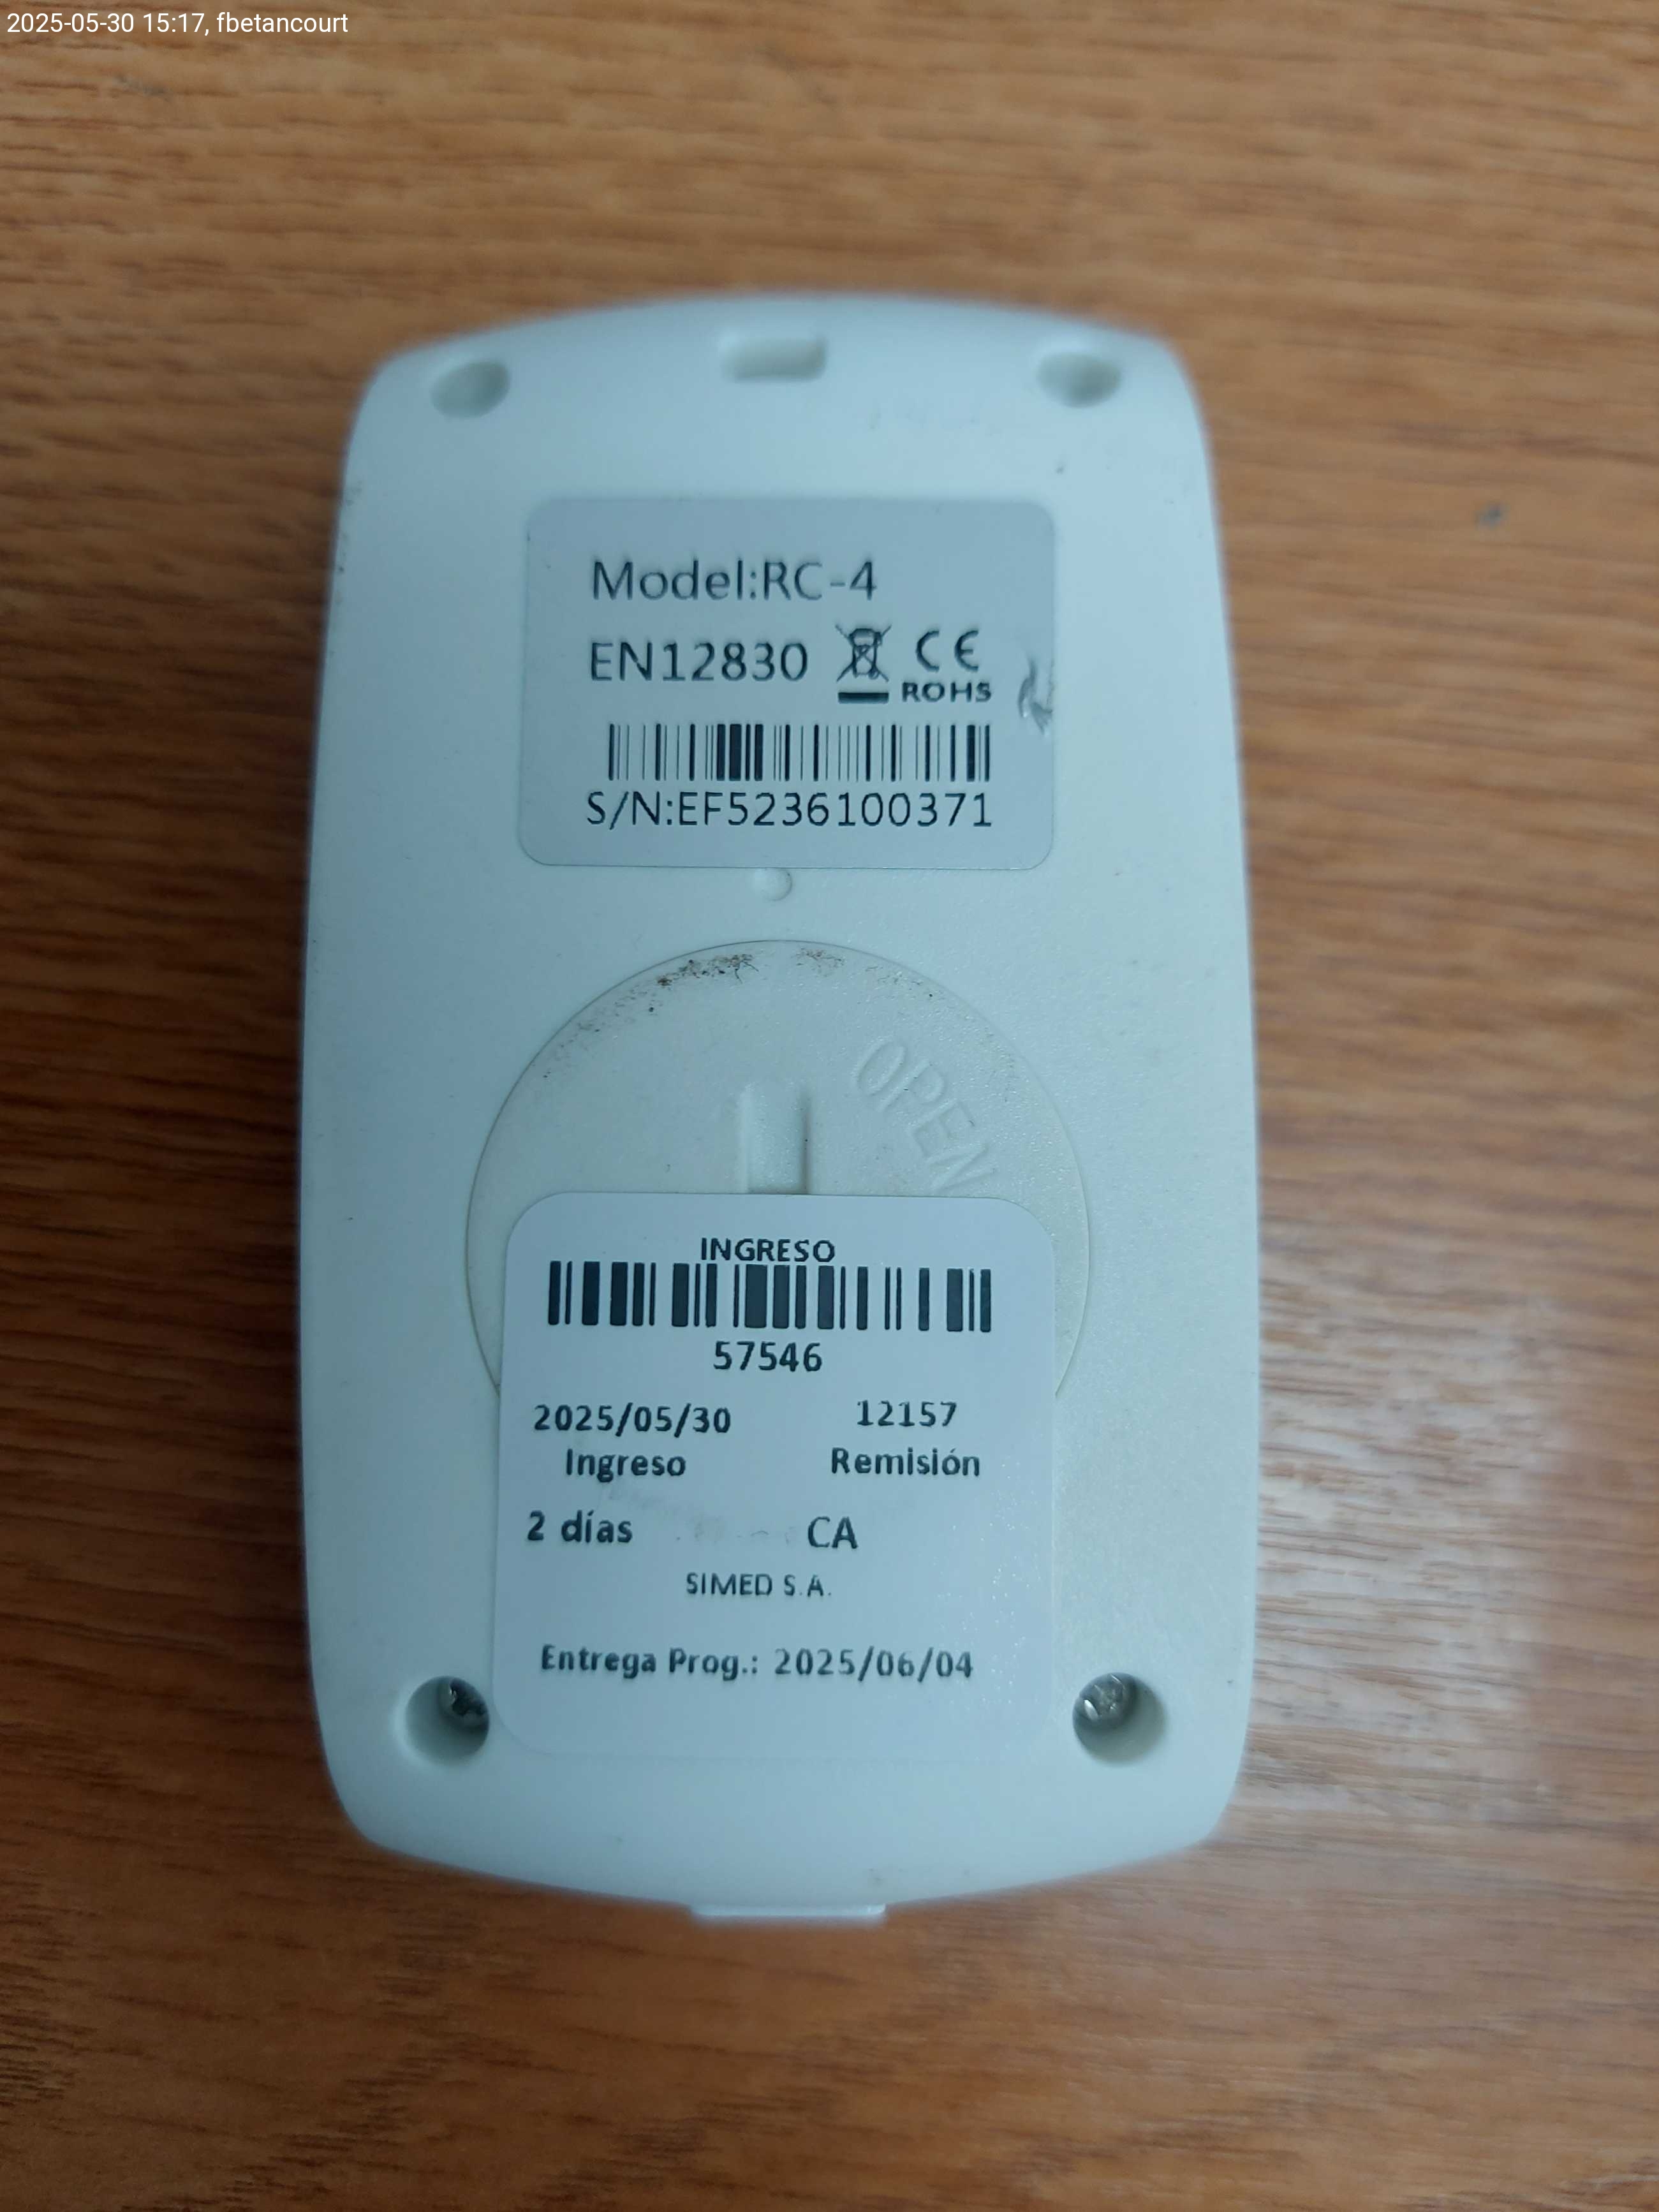 2025-05-30 15:17, fbetancourt
Model:RC-4
EN12830 CE
ROHS
S/N:EF5236100371
OPEN
INGRESO
57546
2025/05/30 12157
Ingreso Remisión
2 días CA
SIMED S.A.
Entrega Prog.: 2025/06/04